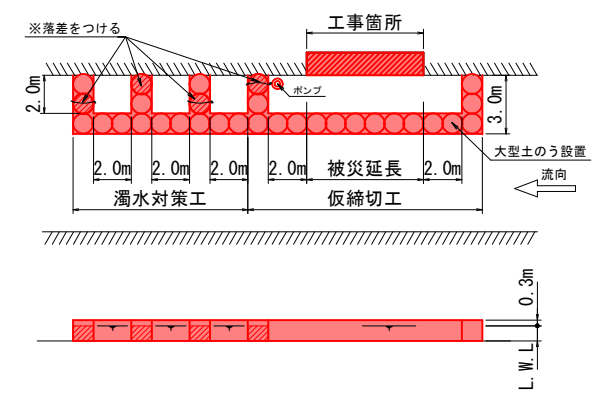 工事箇所
※落差をつける
ポンプ
2.0m
3.0m
大型土のう設置
2.0m
2.0m
2.0m
2.0m
被災延長
2.0m
流向
濁水対策工
仮締切工
0.3m
L.W.L